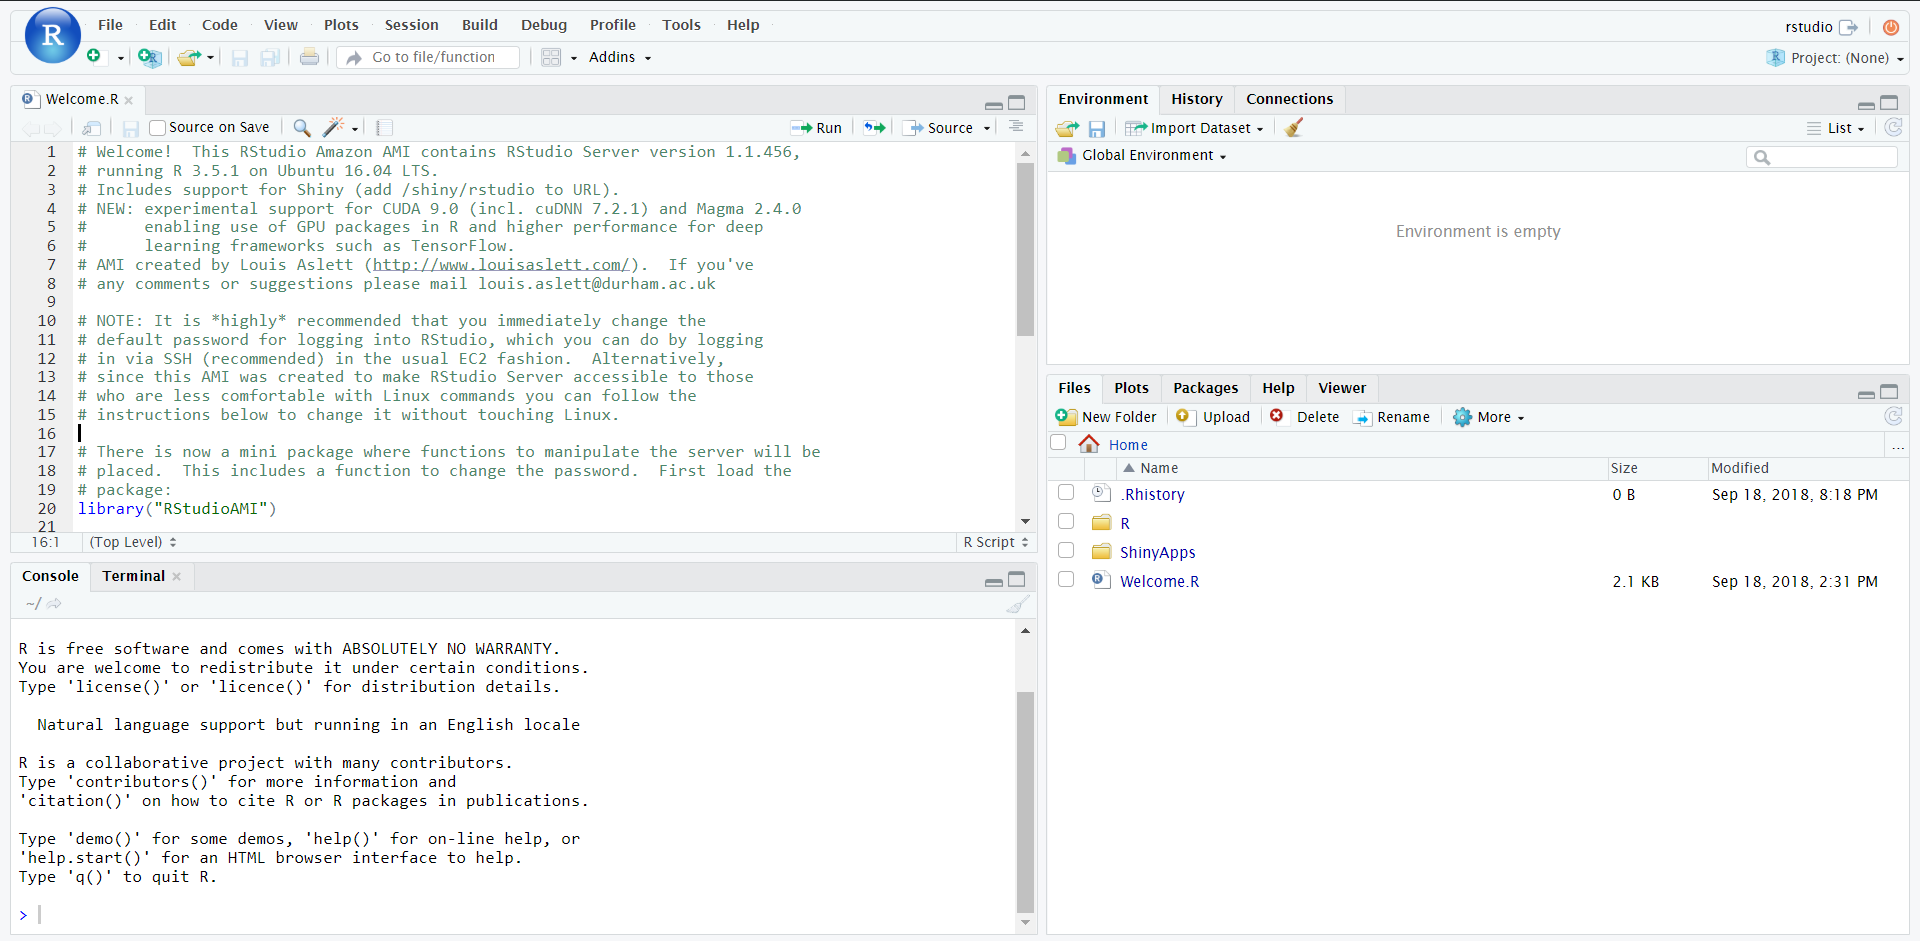 R File Edit Code View Plots Session Build Debug Profile Tools Help
rstudio
Go to file/function Addins
Project: (None)
Welcome.R
Source on Save Run Source
1 # Welcome!  This RStudio Amazon AMI contains RStudio Server version 1.1.456,
2 # running R 3.5.1 on Ubuntu 16.04 LTS.
3 # Includes support for Shiny (add /shiny/rstudio to URL).
4 # NEW: experimental support for CUDA 9.0 (incl. cuDNN 7.2.1) and Magma 2.4.0
5 #      enabling use of GPU packages in R and higher performance for deep
6 #      learning frameworks such as TensorFlow.
7 # AMI created by Louis Aslett (http://www.louisaslett.com/).  If you've
8 # any comments or suggestions please mail louis.aslett@durham.ac.uk
9
10 # NOTE: It is *highly* recommended that you immediately change the
11 # default password for logging into RStudio, which you can do by logging
12 # in via SSH (recommended) in the usual EC2 fashion.  Alternatively,
13 # since this AMI was created to make RStudio Server accessible to those
14 # who are less comfortable with Linux commands you can follow the
15 # instructions below to change it without touching Linux.
16
17 # There is now a mini package where functions to manipulate the server will be
18 # placed.  This includes a function to change the password.  First load the
19 # package:
20 library("RStudioAMI")
21
16:1 (Top Level) R Script
Console Terminal
~/
R is free software and comes with ABSOLUTELY NO WARRANTY.
You are welcome to redistribute it under certain conditions.
Type 'license()' or 'licence()' for distribution details.
Natural language support but running in an English locale
R is a collaborative project with many contributors.
Type 'contributors()' for more information and
'citation()' on how to cite R or R packages in publications.
Type 'demo()' for some demos, 'help()' for on-line help, or
'help.start()' for an HTML browser interface to help.
Type 'q()' to quit R.
>
Environment History Connections
Import Dataset List
Global Environment
Environment is empty
Files Plots Packages Help Viewer
New Folder Upload Delete Rename More
Home ...
Name Size Modified
.Rhistory 0 B Sep 18, 2018, 8:18 PM
R
ShinyApps
Welcome.R 2.1 KB Sep 18, 2018, 2:31 PM